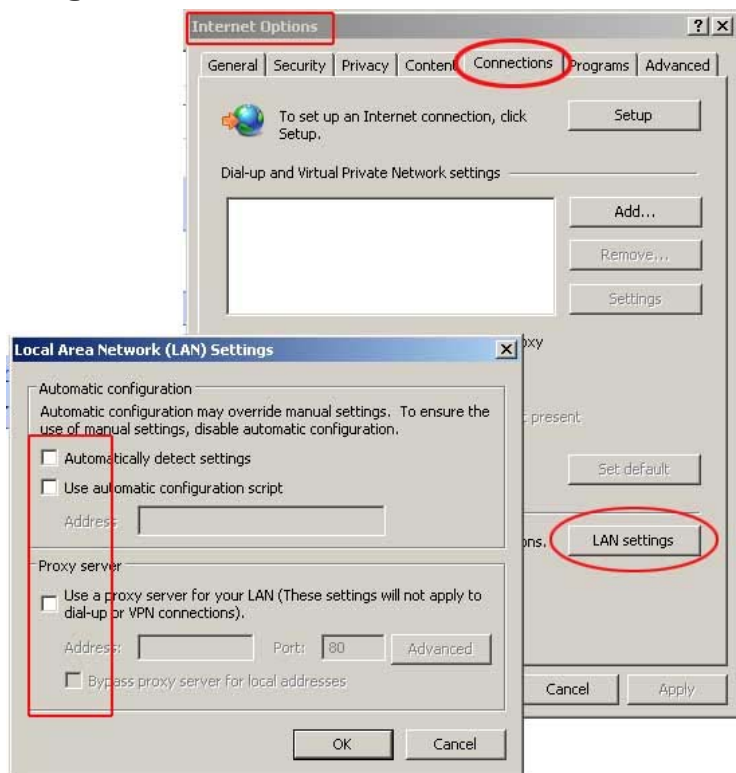 Internet Options
General Security Privacy Content Connections Programs Advanced
To set up an Internet connection, click
Setup.
Setup
Dial-up and Virtual Private Network settings
Add...
Remove...
Settings
Set default
LAN settings
Cancel Apply
Local Area Network (LAN) Settings
Automatic configuration
Automatic configuration may override manual settings. To ensure the
use of manual settings, disable automatic configuration.
Automatically detect settings
Use automatic configuration script
Address
Proxy server
Use a proxy server for your LAN (These settings will not apply to
dial-up or VPN connections).
Address: Port: 80 Advanced
Bypass proxy server for local addresses
OK Cancel